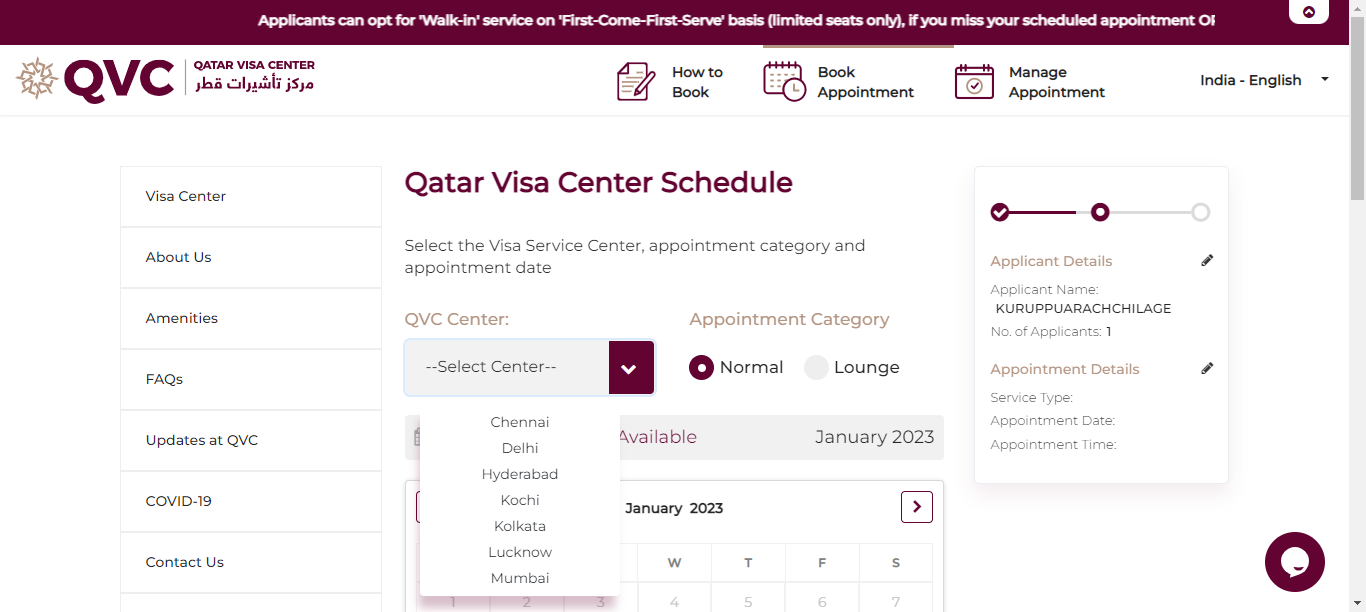 Applicants can opt for 'Walk-in' service on 'First-Come-First-Serve' basis (limited seats only), if you miss your scheduled appointment OR
QVC
QATAR VISA CENTER
مركز تأشيرات قطر
How to
Book
Book
Appointment
Manage
Appointment
India - English
Visa Center
About Us
Amenities
FAQs
Updates at QVC
COVID-19
Contact Us
Qatar Visa Center Schedule
Select the Visa Service Center, appointment category and
appointment date
QVC Center:
--Select Center--
Chennai
Delhi
Hyderabad
Kochi
Kolkata
Lucknow
Mumbai
Appointment Category
Normal Lounge
Available January 2023
January 2023
W T F S
1 2 3 4 5 6 7
Applicant Details
Applicant Name:
KURUPPUARACHCHILAGE
No. of Applicants: 1
Appointment Details
Service Type:
Appointment Date:
Appointment Time: